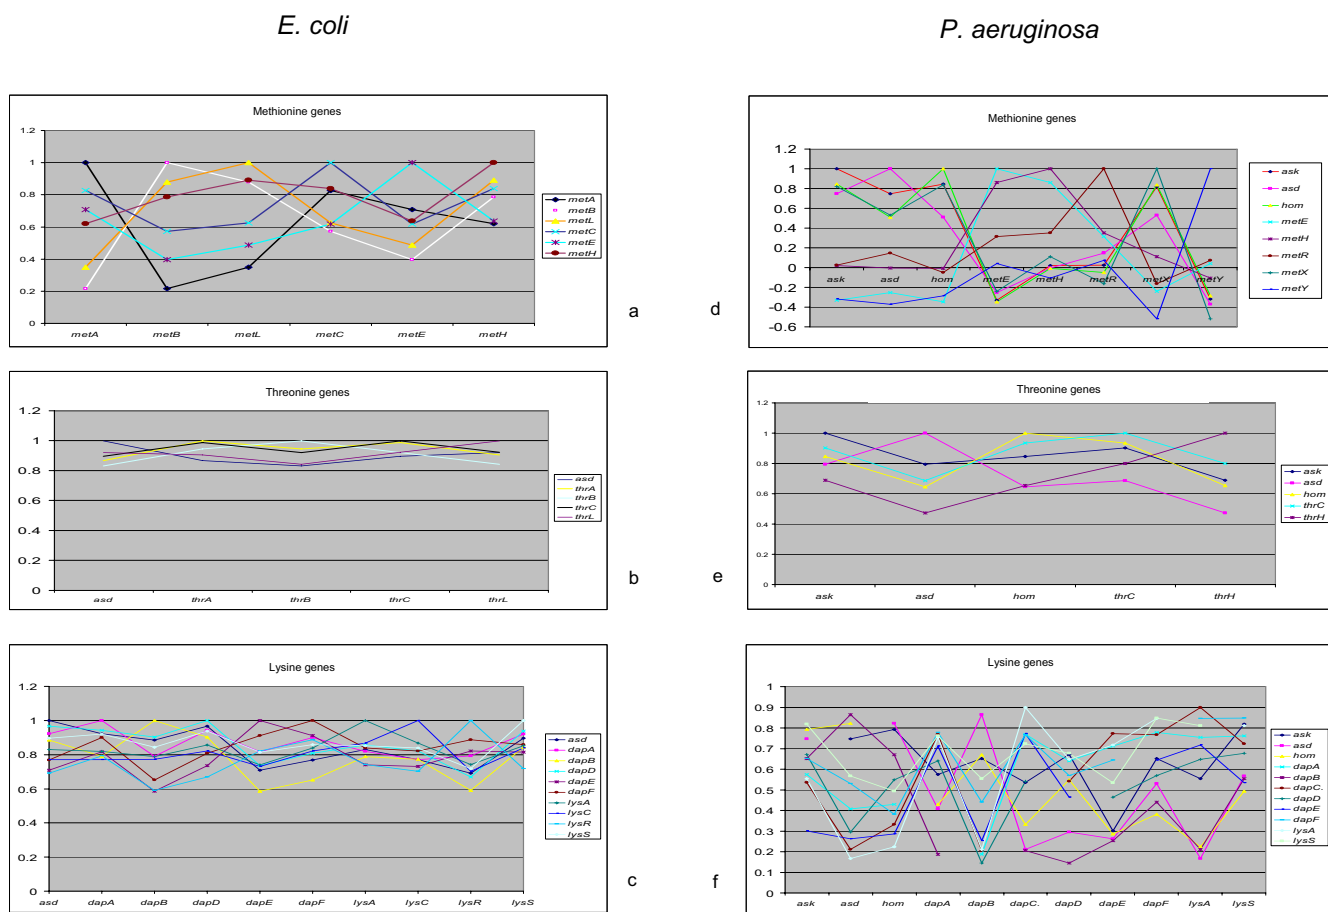 E. coli
P. aeruginosa
Methionine genes
1.2
1
0.8
0.6
0.4
0.2
0
metA metB metL metC metE metH
metA
metB
metL
metC
metE
metH
a
Methionine genes
1.2
1
0.8
0.6
0.4
0.2
0
-0.2
-0.4
-0.6
ask asd hom metE metH metR metX metY
ask
asd
hom
metE
metH
metR
metX
metY
d
Threonine genes
1.2
1
0.8
0.6
0.4
0.2
0
asd thrA thrB thrC thrL
asd
thrA
thrB
thrC
thrL
b
Threonine genes
1.2
1
0.8
0.6
0.4
0.2
0
ask asd hom thrC thrH
ask
asd
hom
thrC
thrH
e
Lysine genes
1.2
1
0.8
0.6
0.4
0.2
0
asd dapA dapB dapD dapE dapF lysA lysC lysR lysS
asd
dapA
dapB
dapD
dapE
dapF
lysA
lysC
lysR
lysS
c
Lysine genes
1
0.9
0.8
0.7
0.6
0.5
0.4
0.3
0.2
0.1
0
ask asd hom dapA dapB dapC. dapD dapE dapF lysA lysS
ask
asd
hom
dapA
dapB
dapC.
dapD
dapE
dapF
lysA
lysS
f